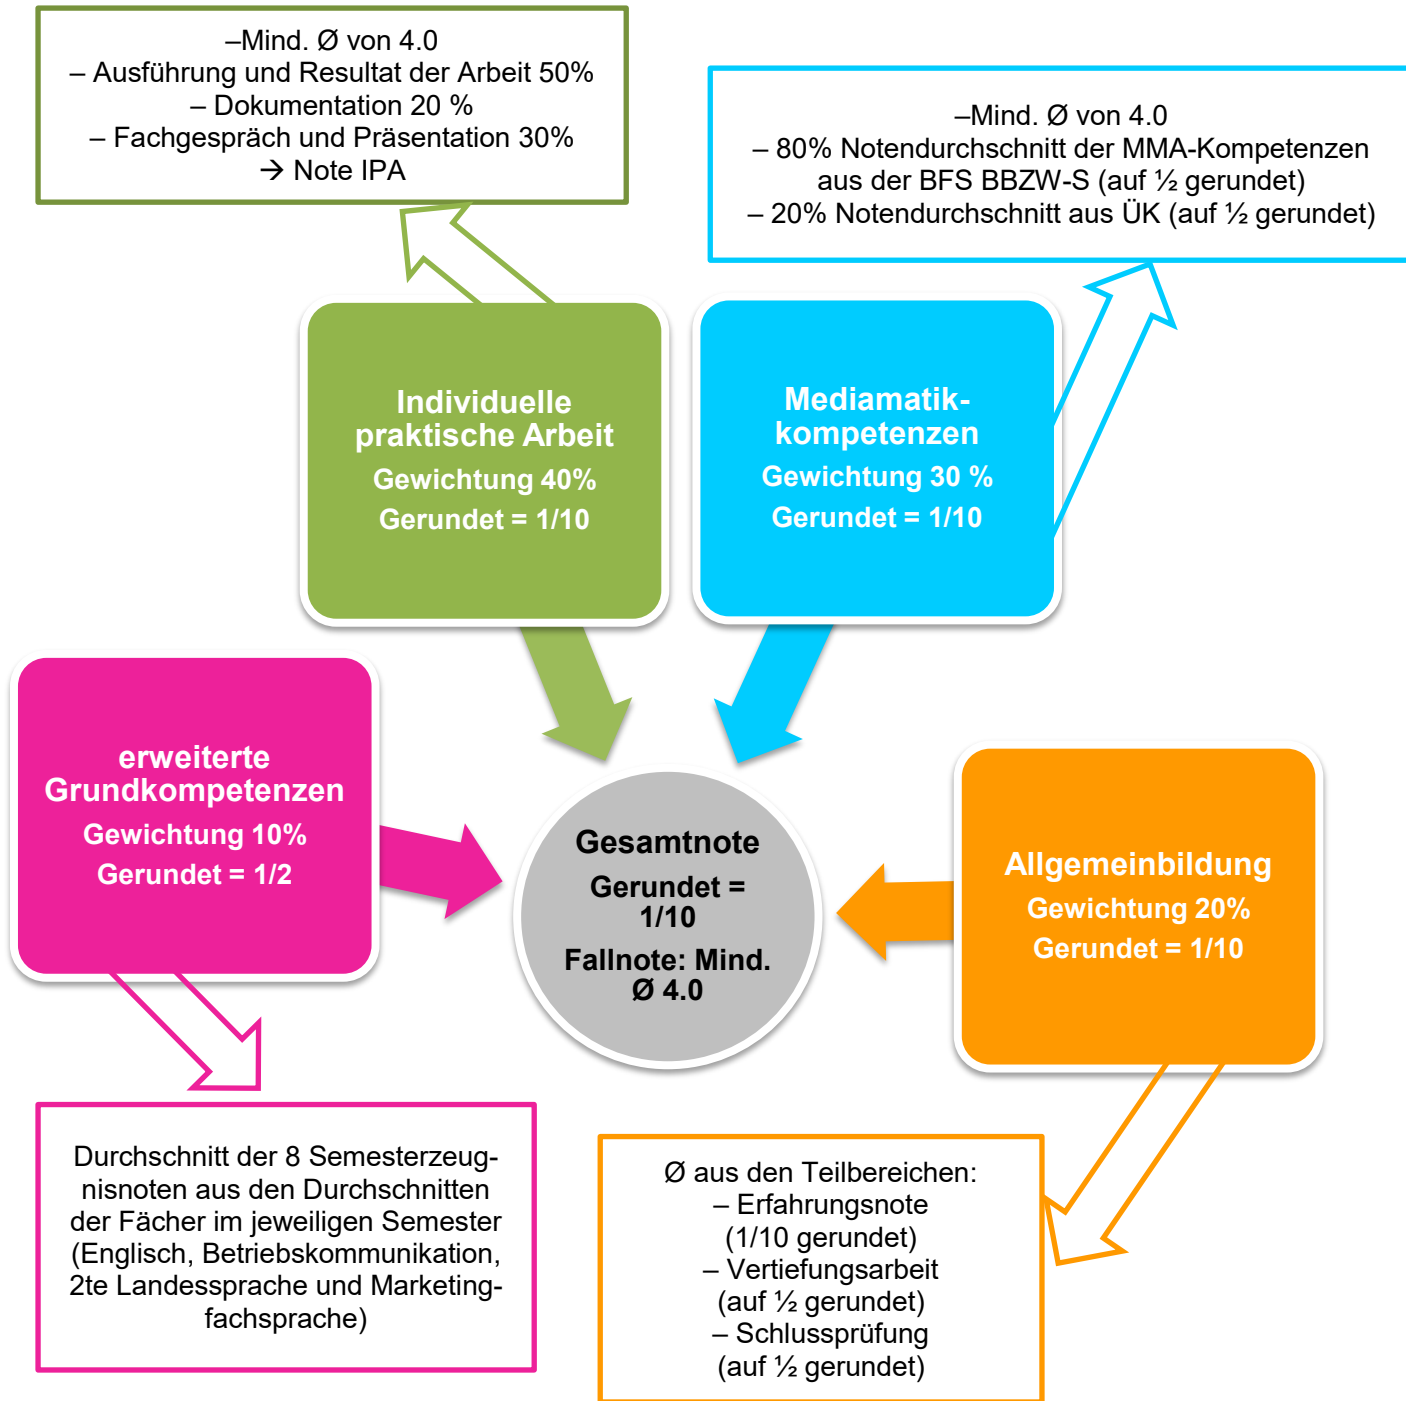 –Mind. Ø von 4.0
– Ausführung und Resultat der Arbeit 50%
– Dokumentation 20 %
– Fachgespräch und Präsentation 30%
→ Note IPA
–Mind. Ø von 4.0
– 80% Notendurchschnitt der MMA-Kompetenzen
aus der BFS BBZW-S (auf ½ gerundet)
– 20% Notendurchschnitt aus ÜK (auf ½ gerundet)
Individuelle
praktische Arbeit
Gewichtung 40%
Gerundet = 1/10
Mediamatik-
kompetenzen
Gewichtung 30 %
Gerundet = 1/10
erweiterte
Grundkompetenzen
Gewichtung 10%
Gerundet = 1/2
Gesamtnote
Gerundet =
1/10
Fallnote: Mind.
Ø 4.0
Allgemeinbildung
Gewichtung 20%
Gerundet = 1/10
Durchschnitt der 8 Semesterzeug-
nisnoten aus den Durchschnitten
der Fächer im jeweiligen Semester
(Englisch, Betriebskommunikation,
2te Landessprache und Marketing-
fachsprache)
Ø aus den Teilbereichen:
– Erfahrungsnote
(1/10 gerundet)
– Vertiefungsarbeit
(auf ½ gerundet)
– Schlussprüfung
(auf ½ gerundet)